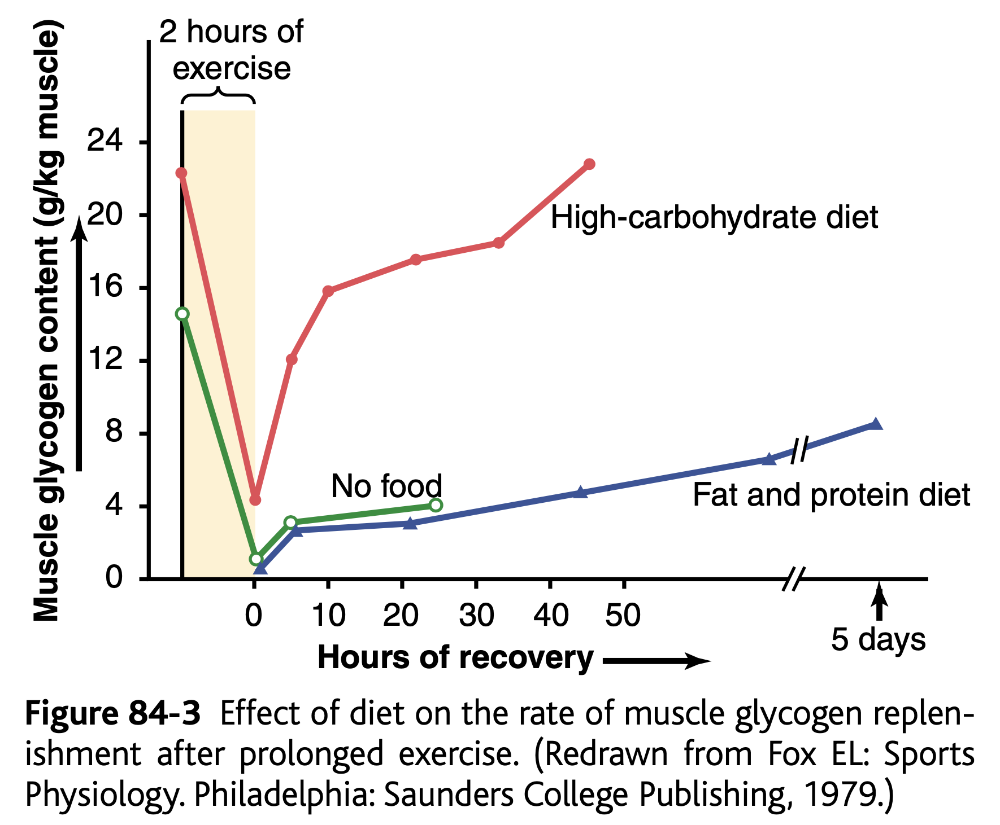 2 hours of
exercise
Muscle glycogen content (g/kg muscle)
24
20
16
12
8
4
0
High-carbohydrate diet
No food
Fat and protein diet
0 10 20 30 40 50
5 days
Hours of recovery
Figure 84-3 Effect of diet on the rate of muscle glycogen replen-
ishment after prolonged exercise. (Redrawn from Fox EL: Sports
Physiology. Philadelphia: Saunders College Publishing, 1979.)